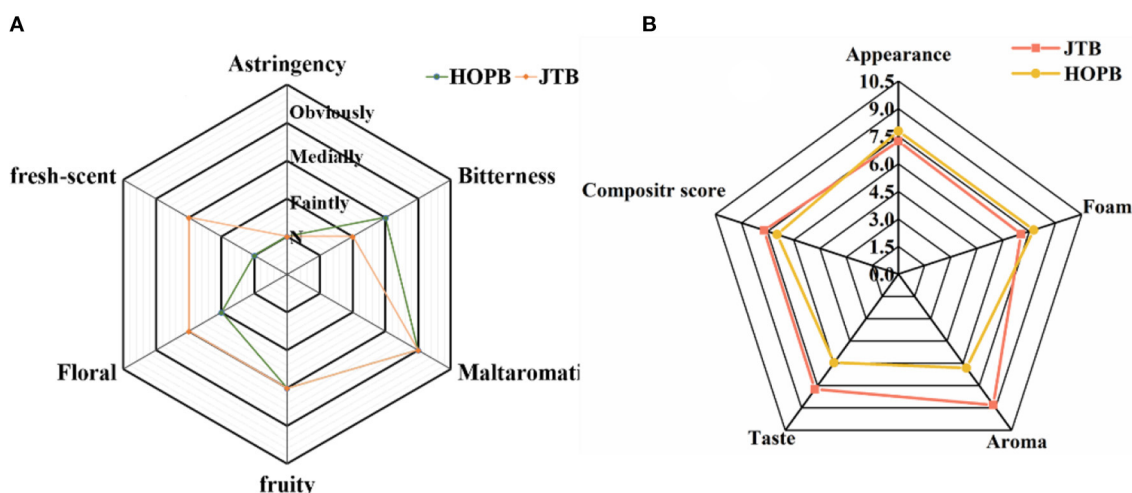 A
Astringency
HOPB
JTB
Obviously
Medially
Faintly
N
fresh-scent
Bitterness
Floral
Maltaromati
fruity
B
JTB
HOPB
Appearance
10.5
9.0
7.5
6.0
4.5
3.0
1.5
0.0
Compositr score
Foam
Taste
Aroma